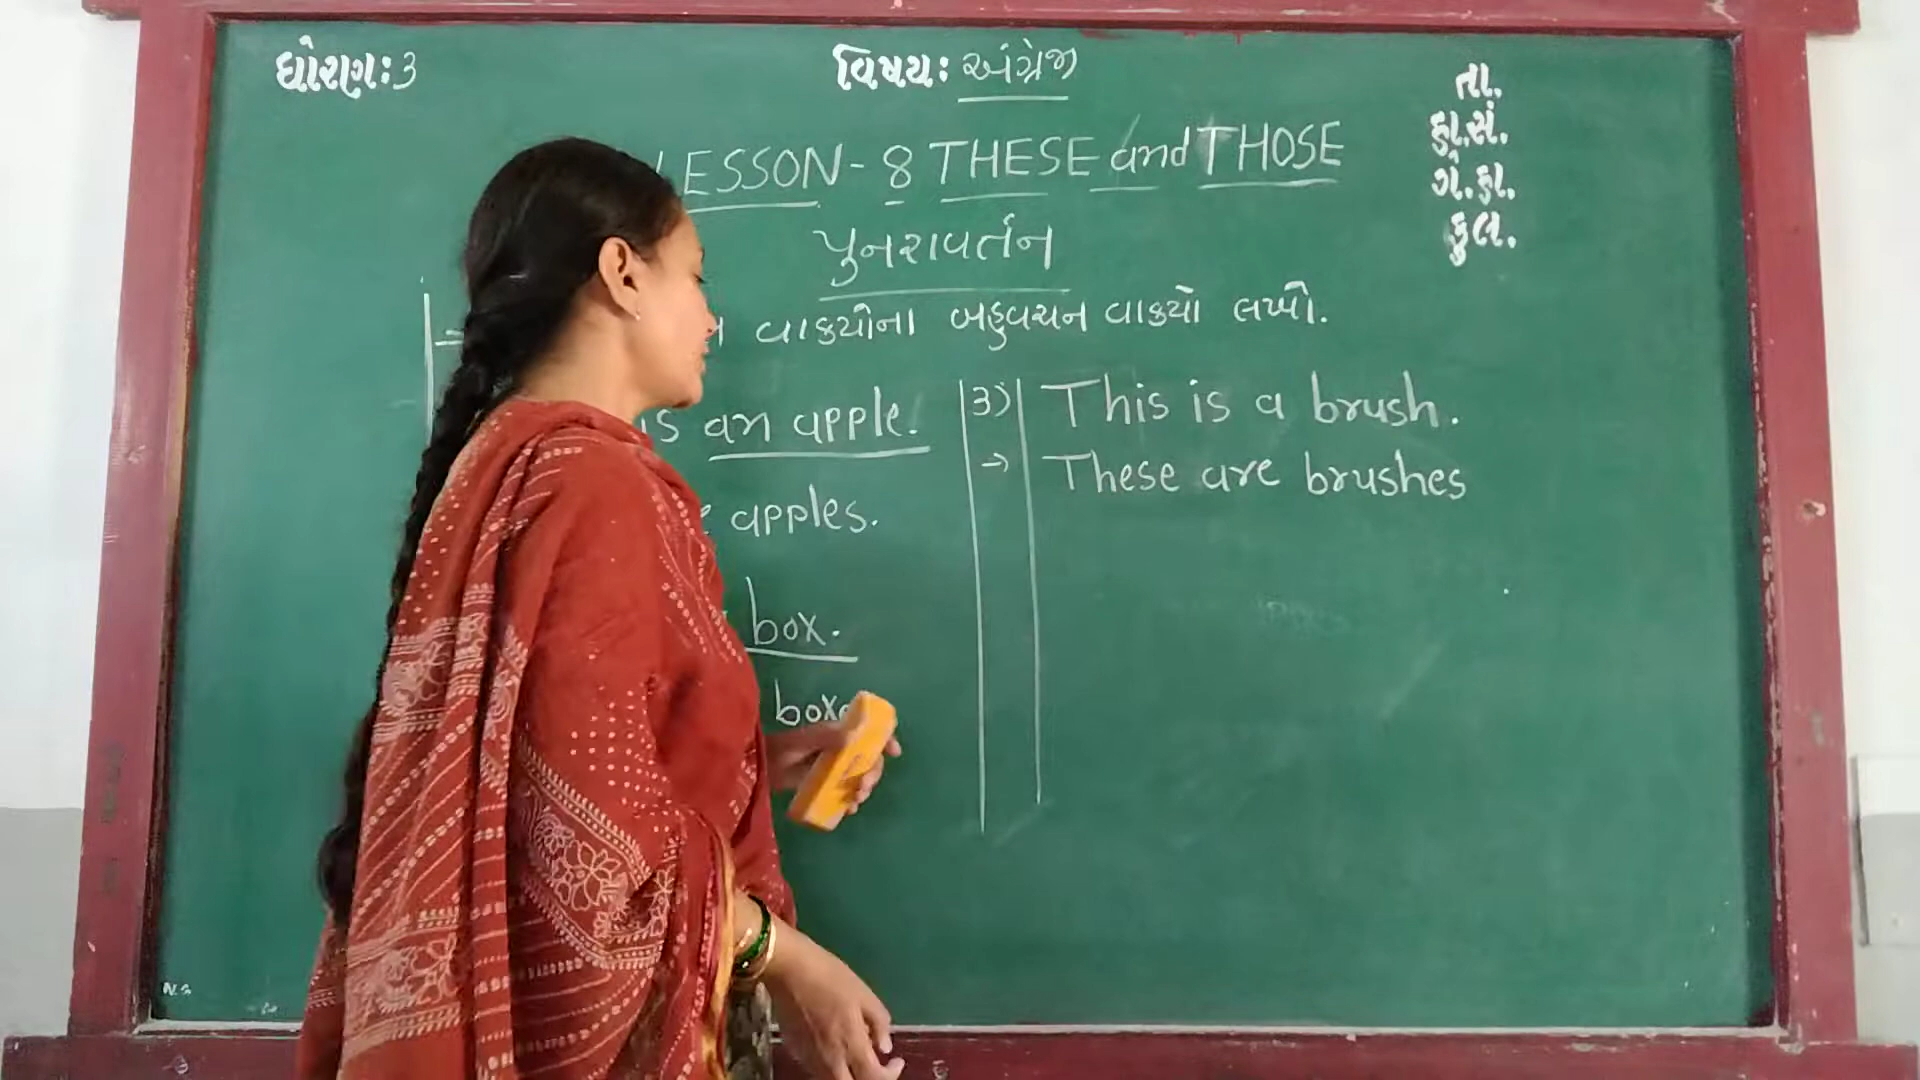 ધોરણ: 3
વિષય: અંગ્રેજી
તા.
હા.સં.
ગે.હા.
કુલ.
LESSON - 8 THESE and THOSE
પુનરાવર્તન
વાક્યોના બહુવચન વાક્યો લખો.
is an apple.
apples.
box.
3) This is a brush.
→ These are brushes
N.S